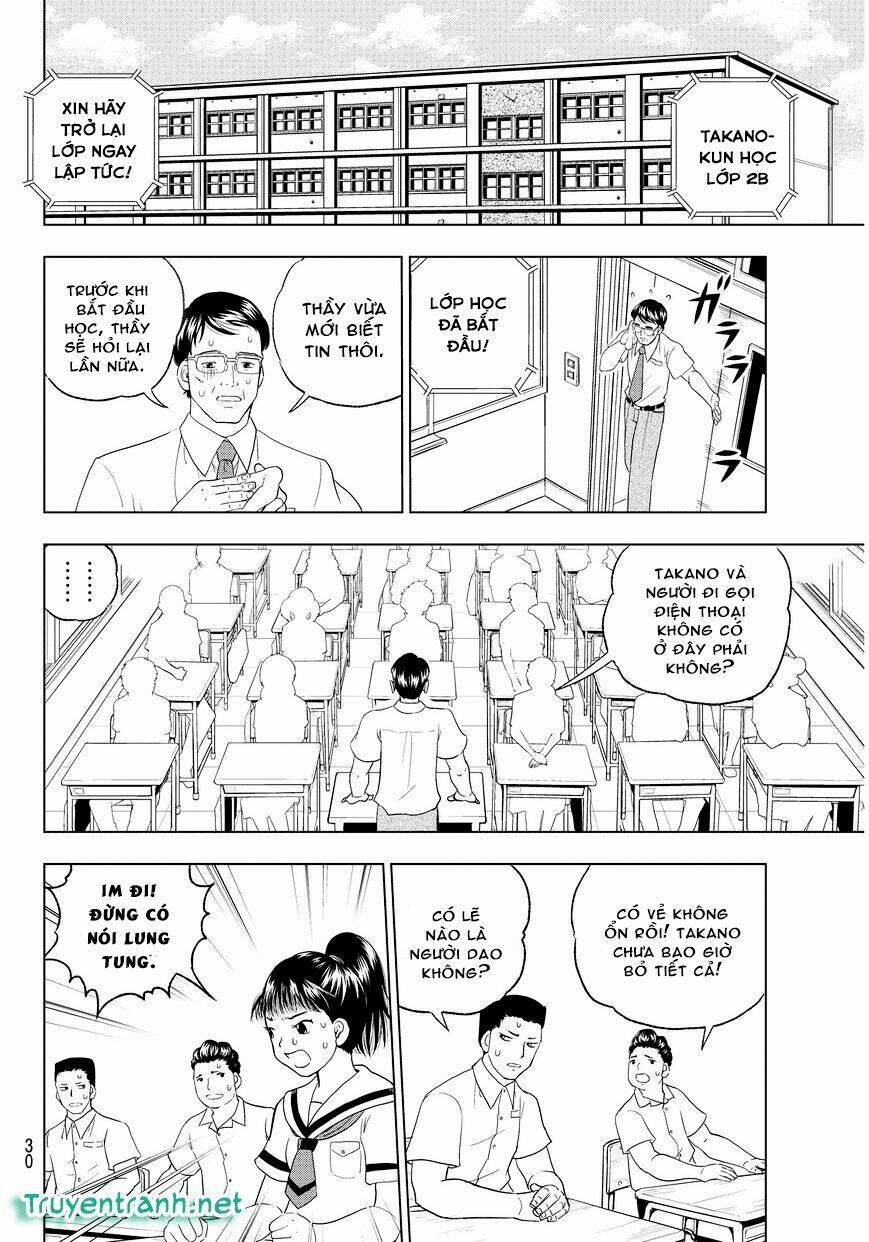 TAKANO-
KUN HỌC
LỚP 2B
XIN HÃY
TRỞ LẠI
LỚP NGAY
LẬP TỨC!
ガラ
LỚP HỌC
ĐÃ BẮT
ĐẦU!
THẦY VỪA
MỚI BIẾT
TIN THÔI.
TRƯỚC KHI
BẮT ĐẦU
HỌC, THẦY
SẼ HỎI LẠI
LẦN NỮA.
TAKANO VÀ
NGƯỜI ĐI GỌI
ĐIỆN THOẠI
KHÔNG CÓ
Ở ĐÂY PHẢI
KHÔNG?
CÓ VẺ KHÔNG
ỔN RỒI! TAKANO
CHƯA BAO GIỜ
BỎ TIẾT CẢ!
CÓ LẼ
NÀO LÀ
NGƯỜI DAO
KHÔNG?
IM ĐI!
ĐỪNG CÓ
NÓI LUNG
TUNG.
30
Truyentranh.net